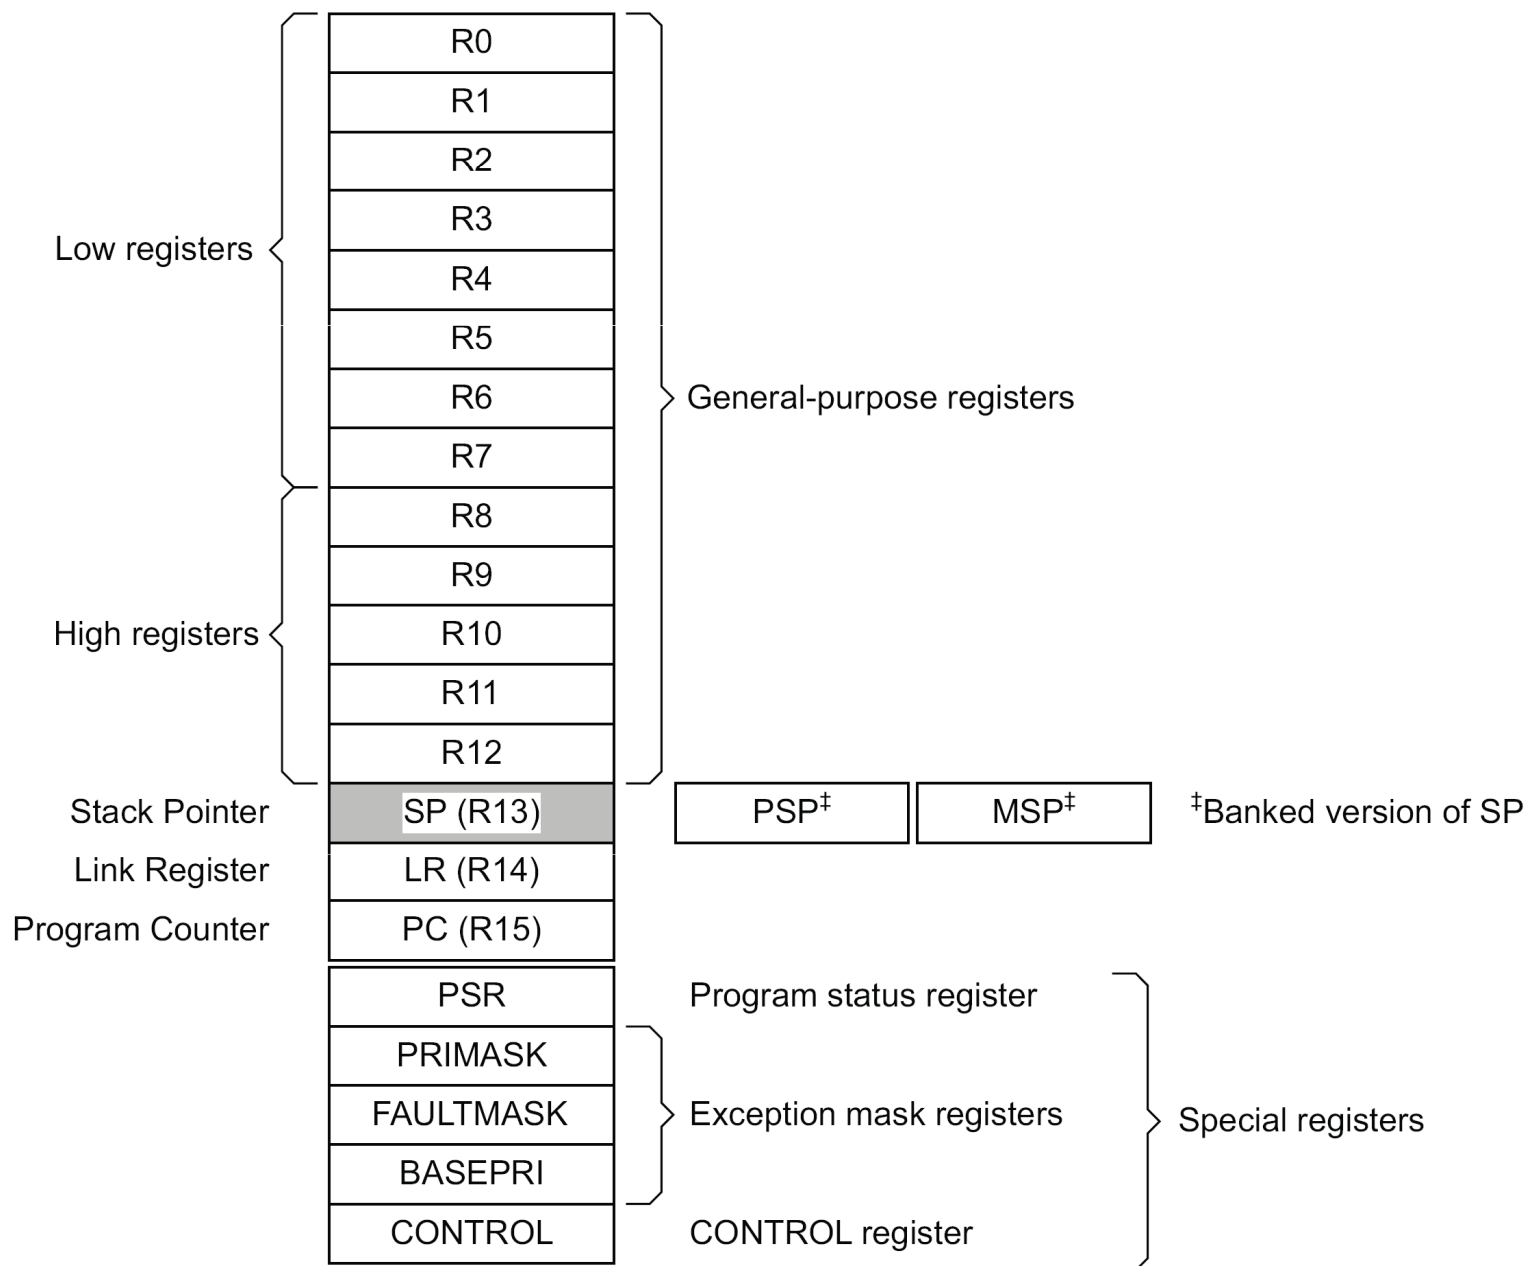 R0
R1
R2
R3
Low registers
R4
R5
R6
General-purpose registers
R7
R8
R9
High registers
R10
R11
R12
Stack Pointer SP (R13) PSP‡ MSP‡ ‡Banked version of SP
Link Register LR (R14)
Program Counter PC (R15)
PSR Program status register
PRIMASK
FAULTMASK Exception mask registers Special registers
BASEPRI
CONTROL CONTROL register